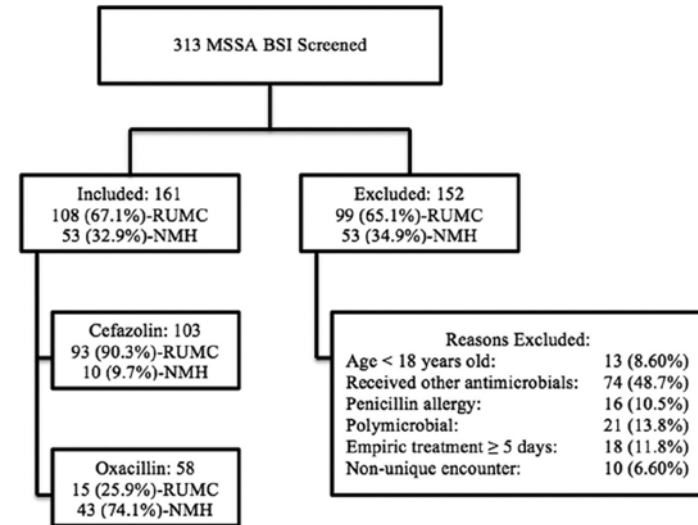 313 MSSA BSI Screened
Included: 161
108 (67.1%)-RUMC
53 (32.9%)-NMH
Excluded: 152
99 (65.1%)-RUMC
53 (34.9%)-NMH
Cefazolin: 103
93 (90.3%)-RUMC
10 (9.7%)-NMH
Oxacillin: 58
15 (25.9%)-RUMC
43 (74.1%)-NMH
Reasons Excluded:
Age < 18 years old: 13 (8.60%)
Received other antimicrobials: 74 (48.7%)
Penicillin allergy: 16 (10.5%)
Polymicrobial: 21 (13.8%)
Empiric treatment ≥ 5 days: 18 (11.8%)
Non-unique encounter: 10 (6.60%)